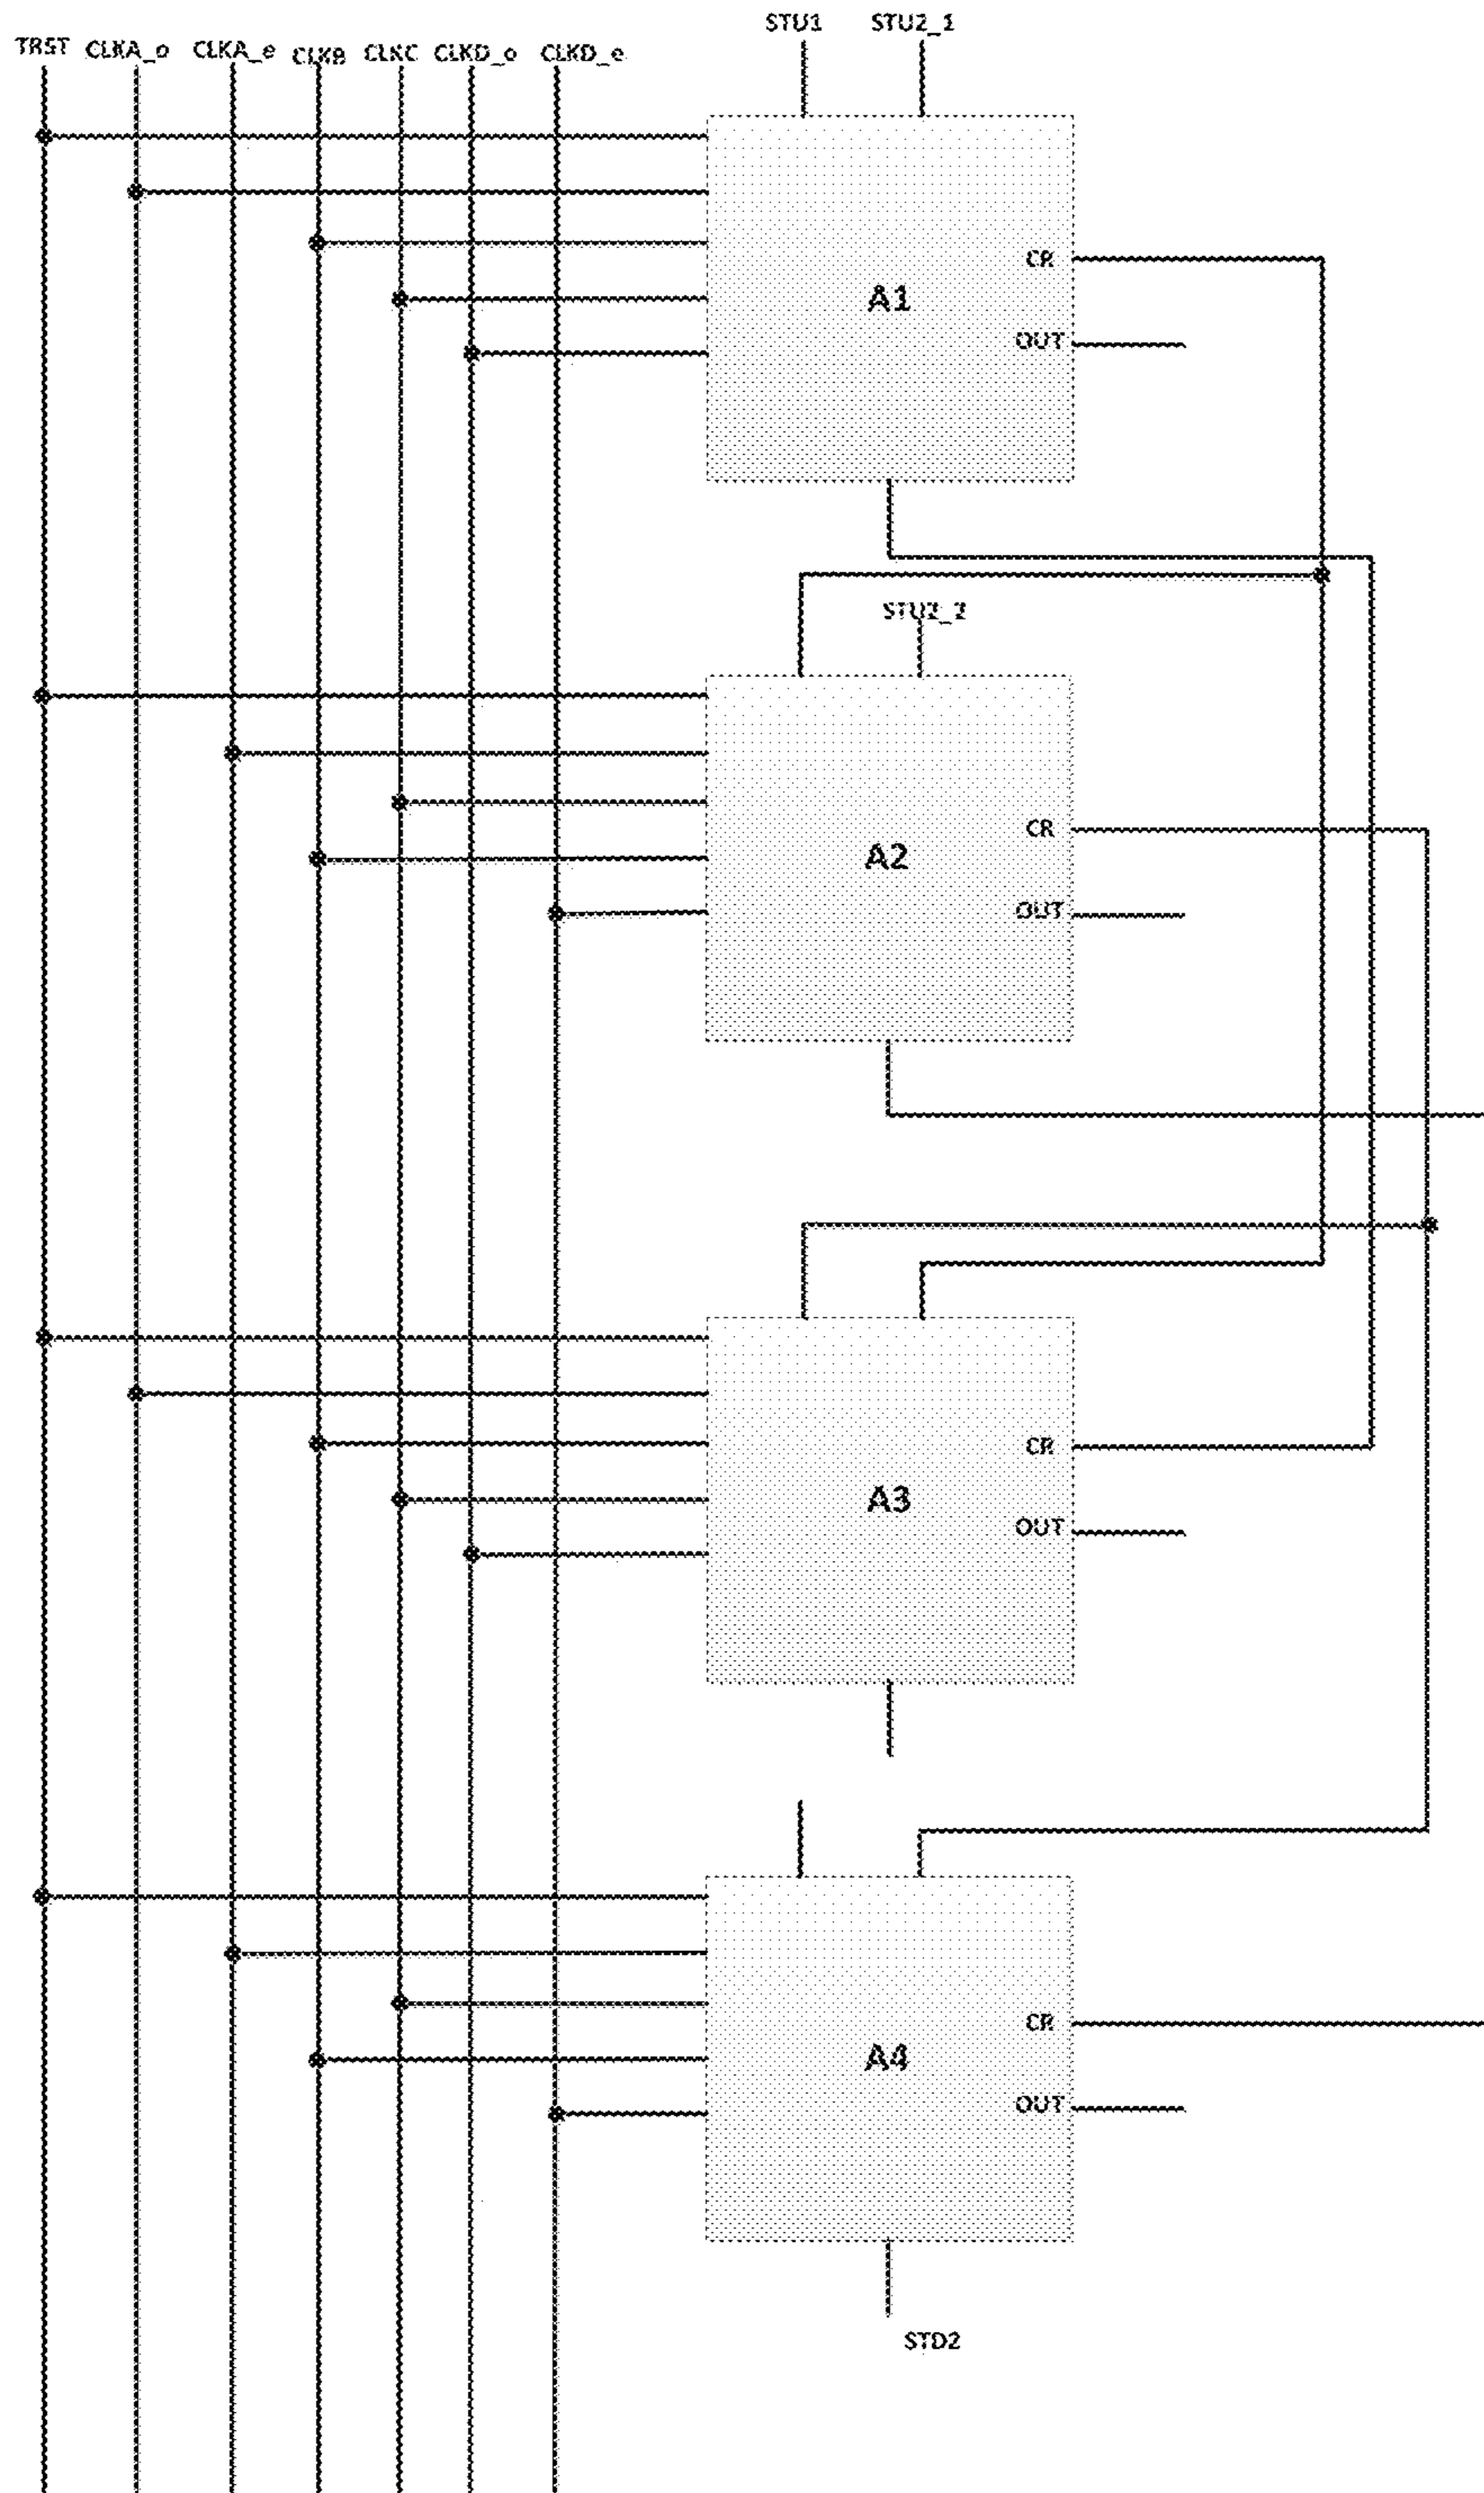 STU1 STU2_1
TRST CLKA_o CLKA_e CLKB CLKC CLKD_o CLKD_e
CR
A1
OUT
STU2_2
CR
A2
OUT
CR
A3
OUT
CR
A4
OUT
STD2